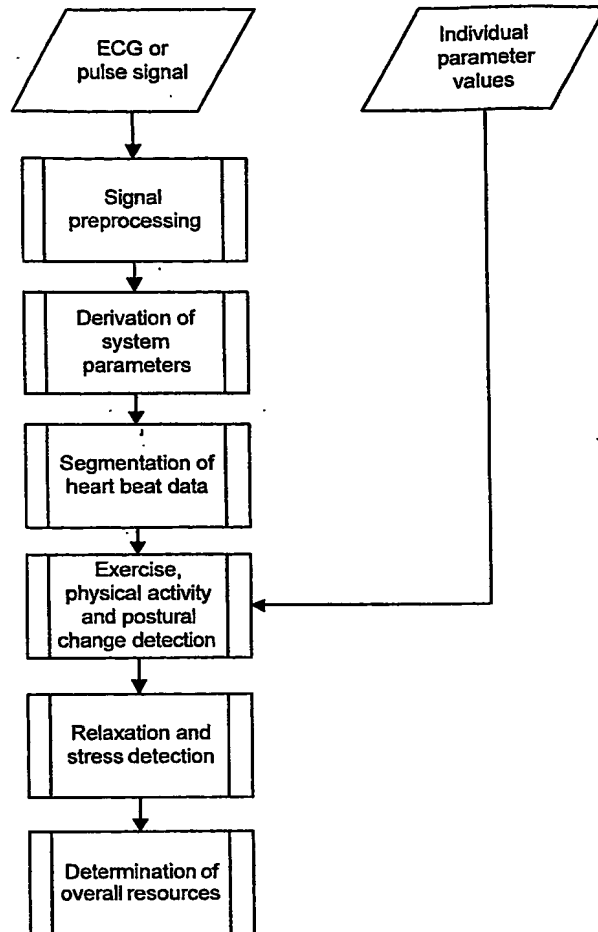 ECG or
pulse signal
Individual
parameter
values
Signal
preprocessing
Derivation of
system
parameters
Segmentation of
heart beat data
Exercise,
physical activity
and postural
change detection
Relaxation and
stress detection
Determination of
overall resources